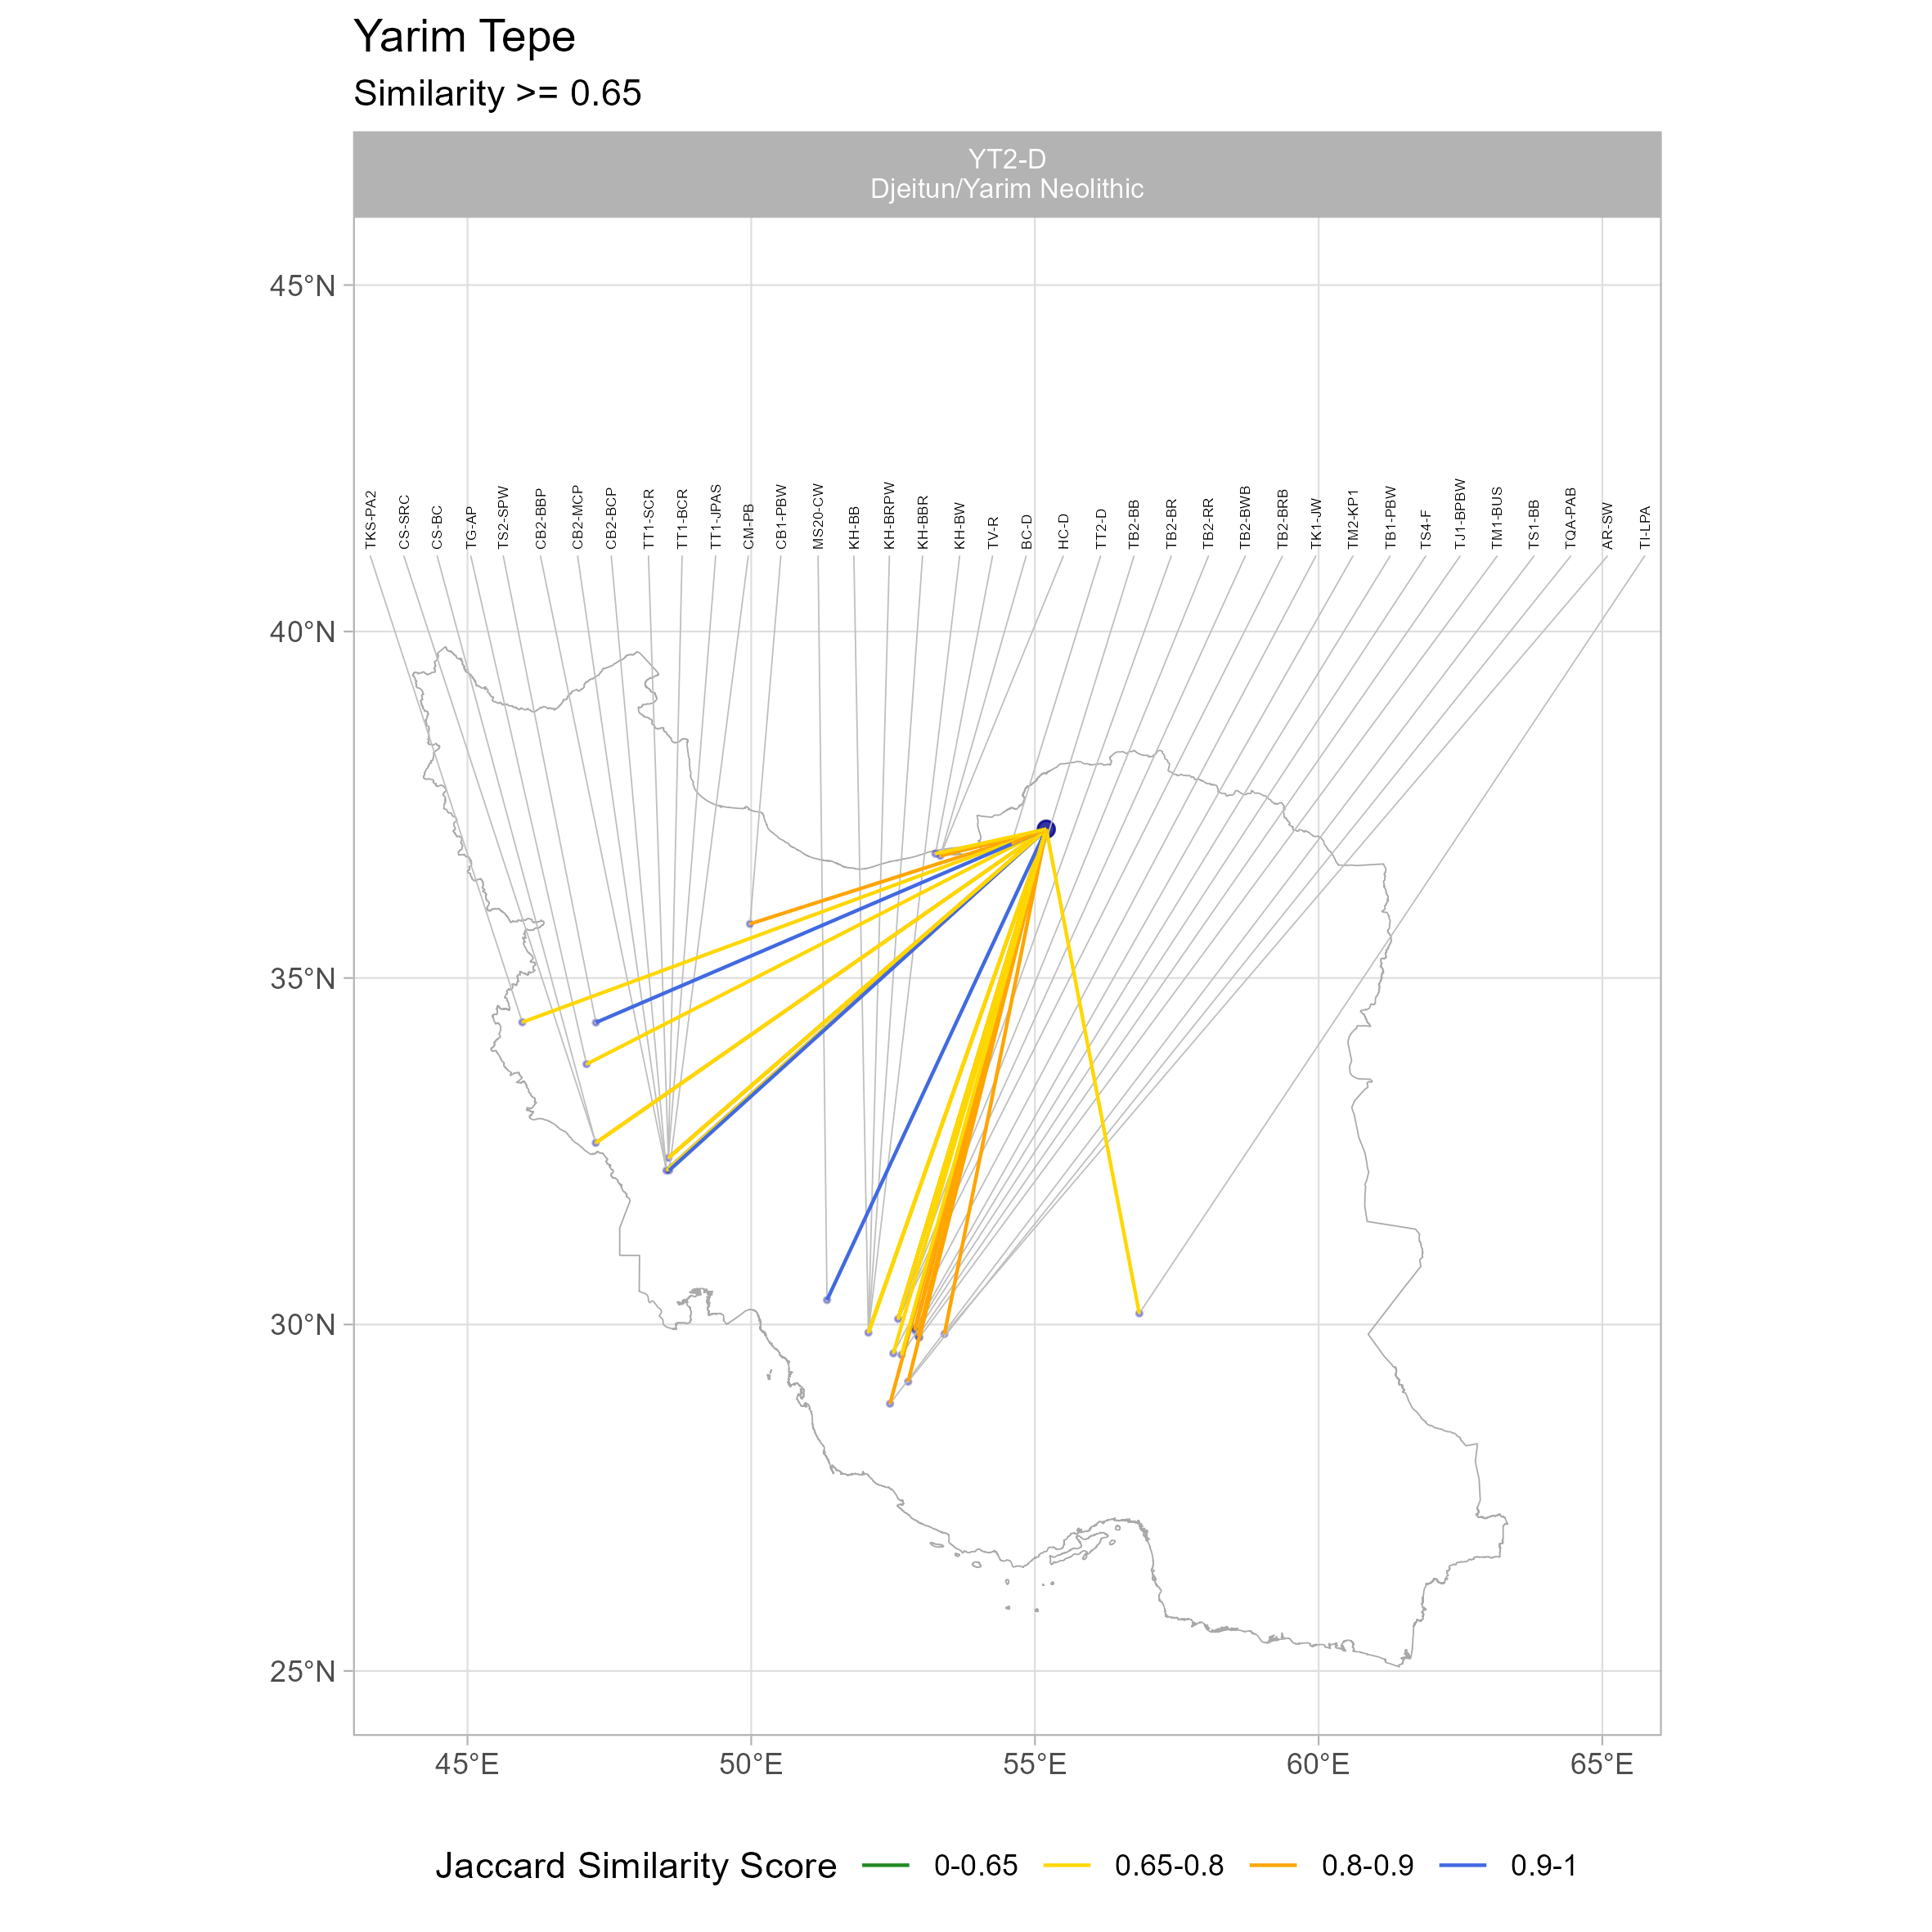 Yarim Tepe
Similarity >= 0.65
YT2-D
Djeitun/Yarim Neolithic
45°N
40°N
35°N
30°N
25°N
TKS-PA2
CS-SRC
CS-BC
TG-AP
TS2-SPW
CB2-BBP
CB2-MCP
CB2-BCP
TT1-SCR
TT1-BCR
TT1-JPAS
CM-PB
CB1-PBW
MS20-CW
KH-BB
KH-BRPW
KH-BBR
KH-BW
TV-R
BC-D
HC-D
TT2-D
TB2-BB
TB2-BR
TB2-RR
TB2-BWB
TB2-BRB
TK1-JW
TM2-KP1
TB1-PBW
TS4-F
TJ1-BPBW
TM1-BUS
TS1-BB
TQA-PAB
AR-SW
TI-LPA
45°E 50°E 55°E 60°E 65°E
Jaccard Similarity Score 0-0.65 0.65-0.8 0.8-0.9 0.9-1